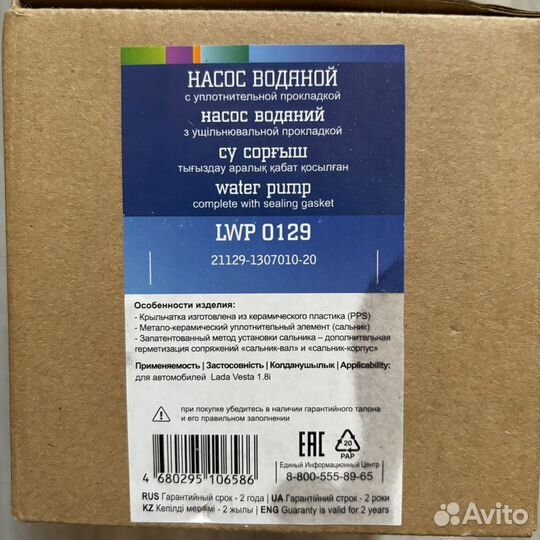 НАСОС ВОДЯНОЙ
с уплотнительной прокладкой
насос водяний
з ущільнювальной прокладкой
су сорғыш
тығыздау аралық қабат қосылған
water pump
complete with sealing gasket
LWP 0129
21129-1307010-20
Особенности изделия:
- Крыльчатка изготовлена из керамического пластика (PPS)
- Метало-керамический уплотнительный элемент (сальник)
- Запатентованный метод установки сальника – дополнительная
герметизация сопряжений «сальник-вал» и «сальник-корпус»
Применяемость | Застосовність | Колданушылык | Applicability:
для автомобилей Lada Vesta 1.8i
при покупке убедитесь в наличии гарантийного талона
и его правильном заполнении
4 680295 106586
EAC
20
PAP
Единый Информационный Центр
8-800-555-89-65
RUS Гарантийный срок - 2 года | UA Гарантійний строк - 2 роки
KZ Кепілді мерзімі - 2 жылы | ENG Guaranty is valid for 2 years
Avito